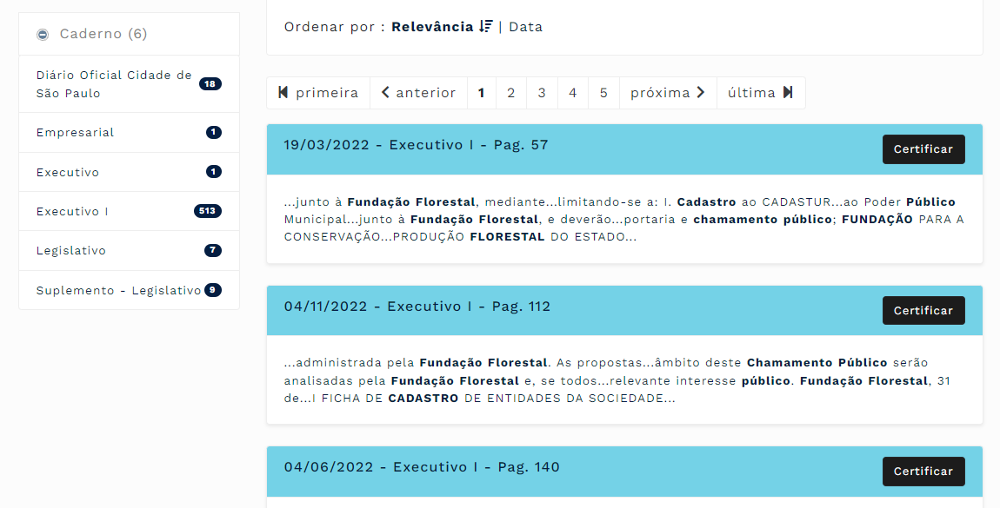 Caderno (6)
Diário Oficial Cidade de
São Paulo
18
Empresarial 1
Executivo 1
Executivo I 513
Legislativo 7
Suplemento - Legislativo 9
Ordenar por : Relevância | Data
primeira anterior 1 2 3 4 5 próxima última
19/03/2022 - Executivo I - Pag. 57
Certificar
...junto à Fundação Florestal, mediante...limitando-se a: I. Cadastro ao CADASTUR...ao Poder Público
Municipal...junto à Fundação Florestal, e deverão...portaria e chamamento público; FUNDAÇÃO PARA A
CONSERVAÇÃO...PRODUÇÃO FLORESTAL DO ESTADO...
04/11/2022 - Executivo I - Pag. 112
Certificar
...administrada pela Fundação Florestal. As propostas...âmbito deste Chamamento Público serão
analisadas pela Fundação Florestal e, se todos...relevante interesse público. Fundação Florestal, 31
de...I FICHA DE CADASTRO DE ENTIDADES DA SOCIEDADE...
04/06/2022 - Executivo I - Pag. 140
Certificar